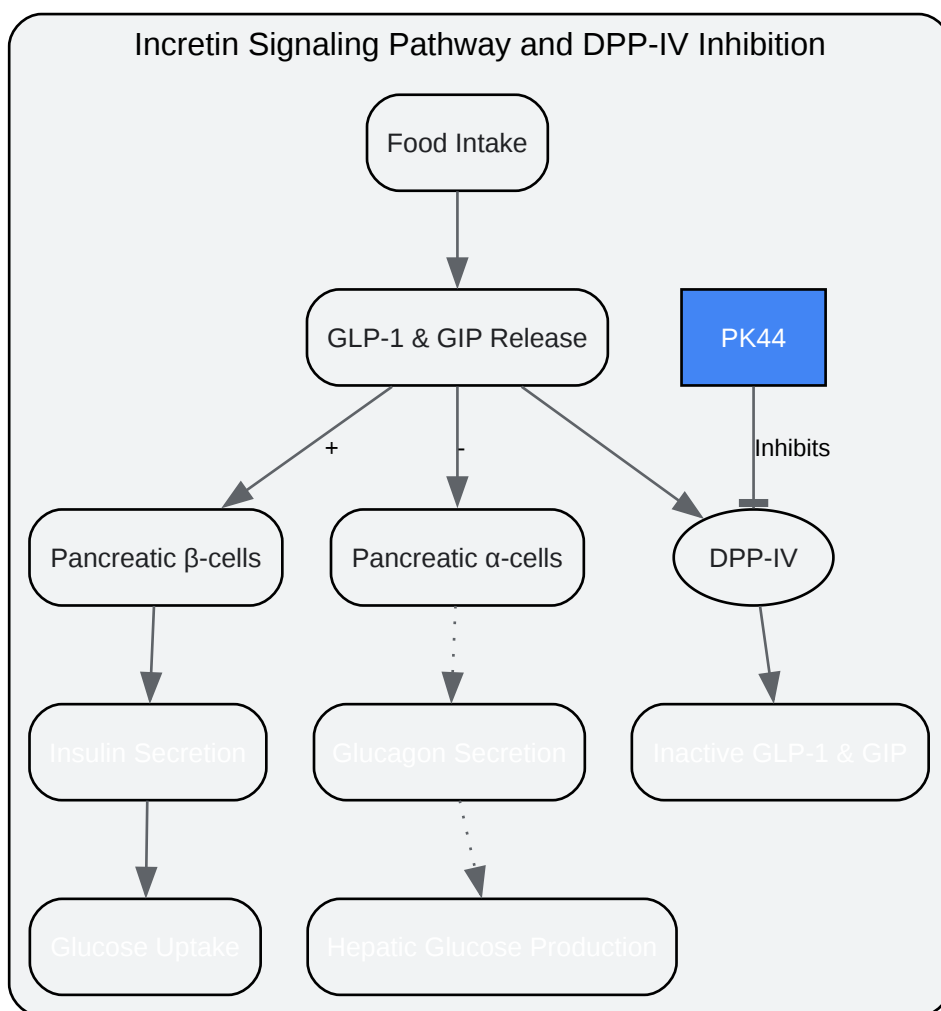 Incretin Signaling Pathway and DPP-IV Inhibition
Food Intake
GLP-1 & GIP Release
PK44
+
-
Inhibits
Pancreatic β-cells
Pancreatic α-cells
DPP-IV
Insulin Secretion
Glucagon Secretion
Inactive GLP-1 & GIP
Glucose Uptake
Hepatic Glucose Production